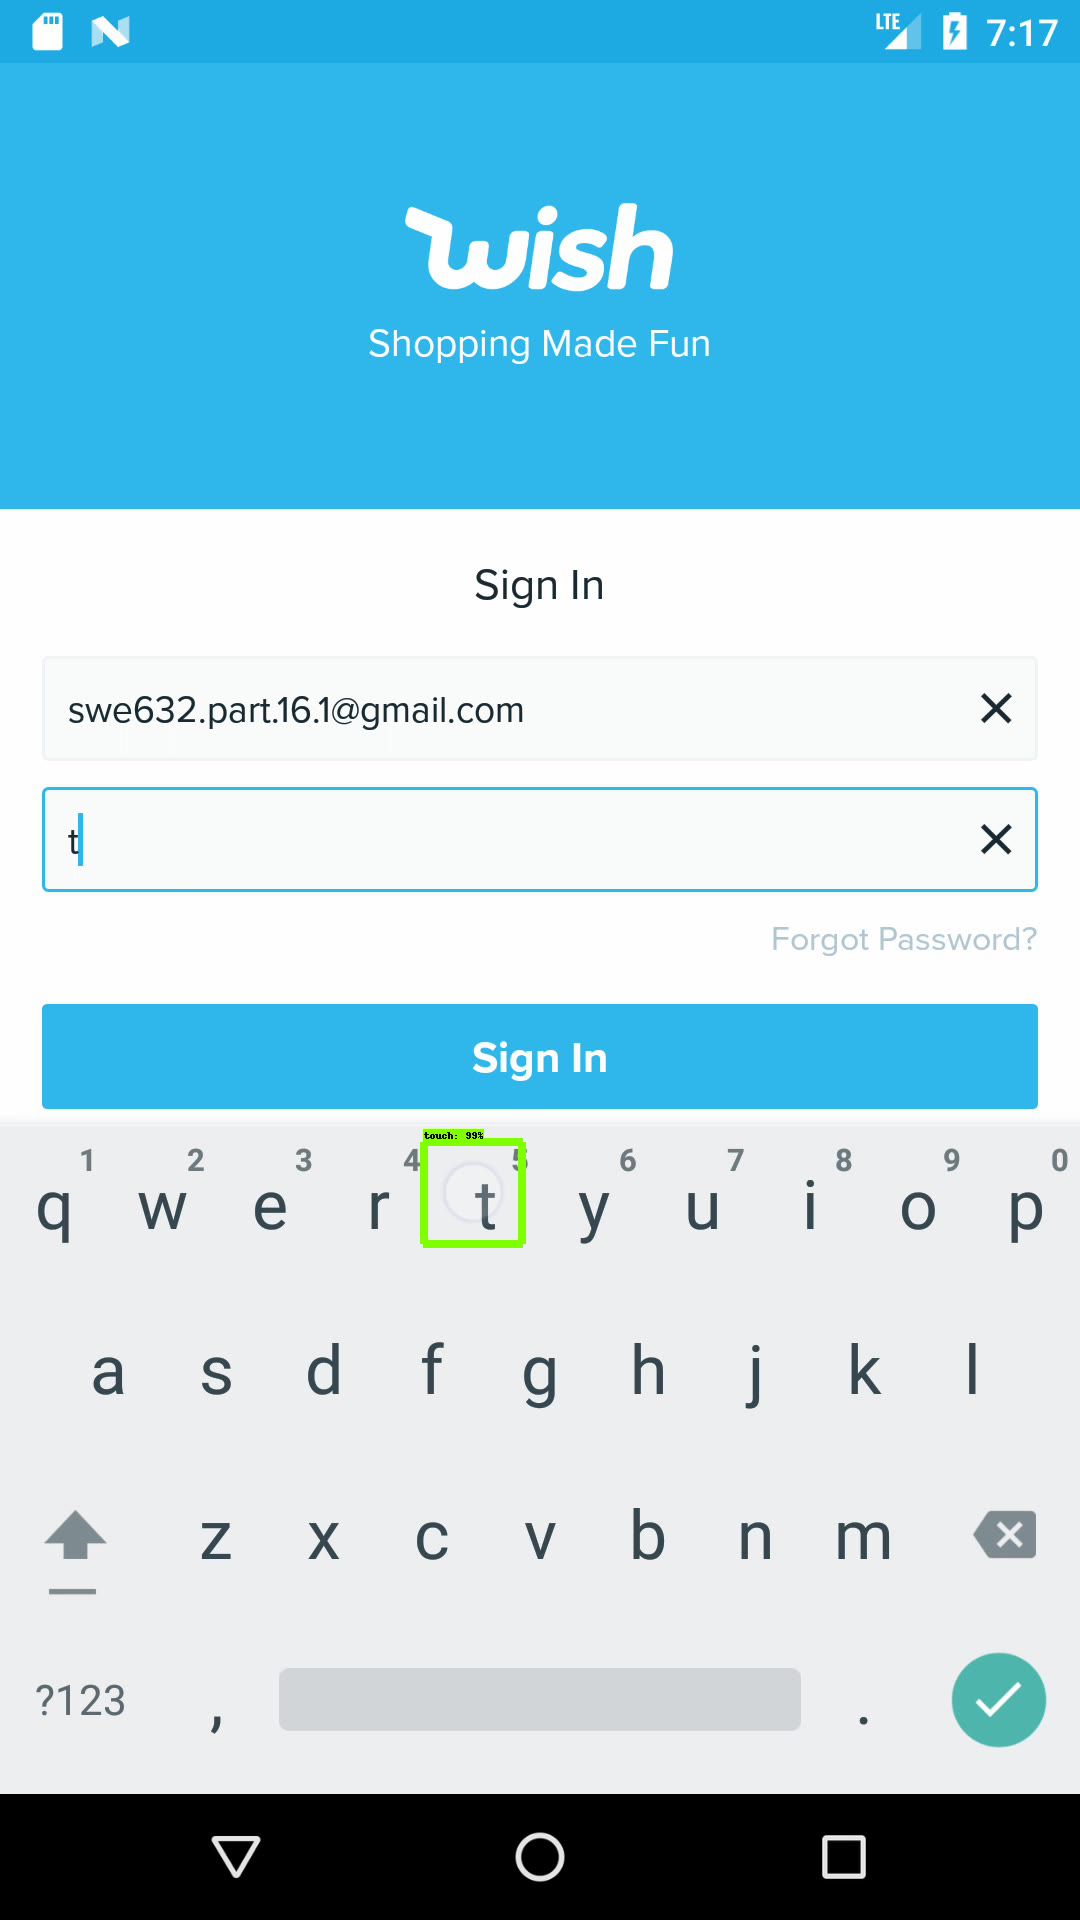 LTE 7:17
wish
Shopping Made Fun
Sign In
swe632.part.16.1@gmail.com
t
Forgot Password?
Sign In
touch: 99%
1 2 3 4 5 6 7 8 9 0
q w e r t y u i o p
a s d f g h j k l
z x c v b n m
?123 , .